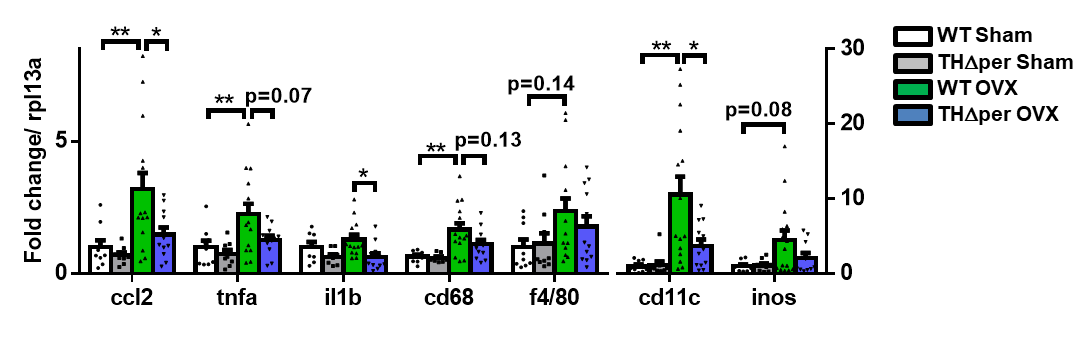 Fold change/ rpl13a
5
0
** *
** p=0.07
*
** p=0.13
p=0.14
** *
p=0.08
30
20
10
0
ccl2 tnfa il1b cd68 f4/80 cd11c inos
WT Sham
THΔper Sham
WT OVX
THΔper OVX